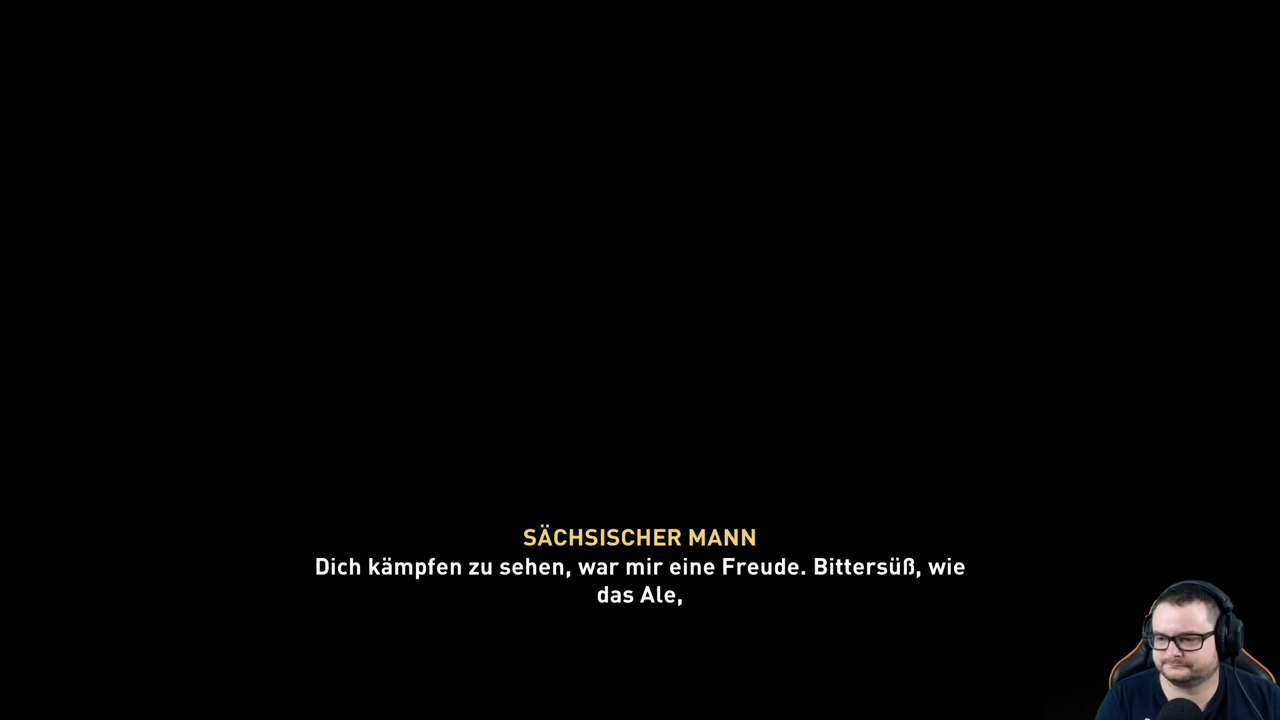 SÄCHSISCHER MANN
Dich kämpfen zu sehen, war mir eine Freude. Bittersüß, wie
das Ale,